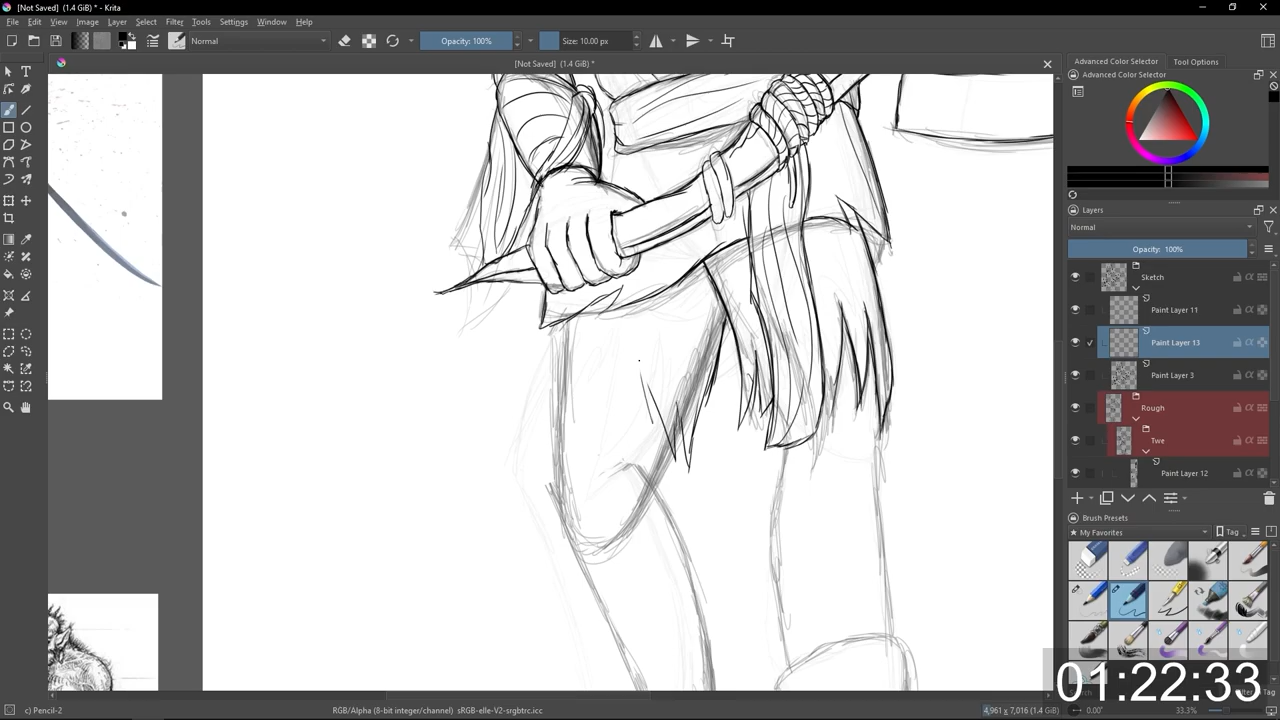 [Not Saved] (1.4 GiB) * - Krita
File Edit View Image Layer Select Filter Tools Settings Window Help
Normal Opacity: 100% Size: 10.00 px
[Not Saved] (1.4 GiB) *
Advanced Color Selector Tool Options
Advanced Color Selector
Layers
Normal
Opacity: 100%
Sketch
Paint Layer 11
Paint Layer 13
Paint Layer 3
Rough
Twe
Paint Layer 12
Brush Presets
My Favorites Tag
01:22:33
c) Pencil-2 RGB/Alpha (8-bit integer/channel) sRGB-elle-V2-srgbtrc.icc 4,961 x 7,016 (1.4 GiB) 0.00° 33.3%